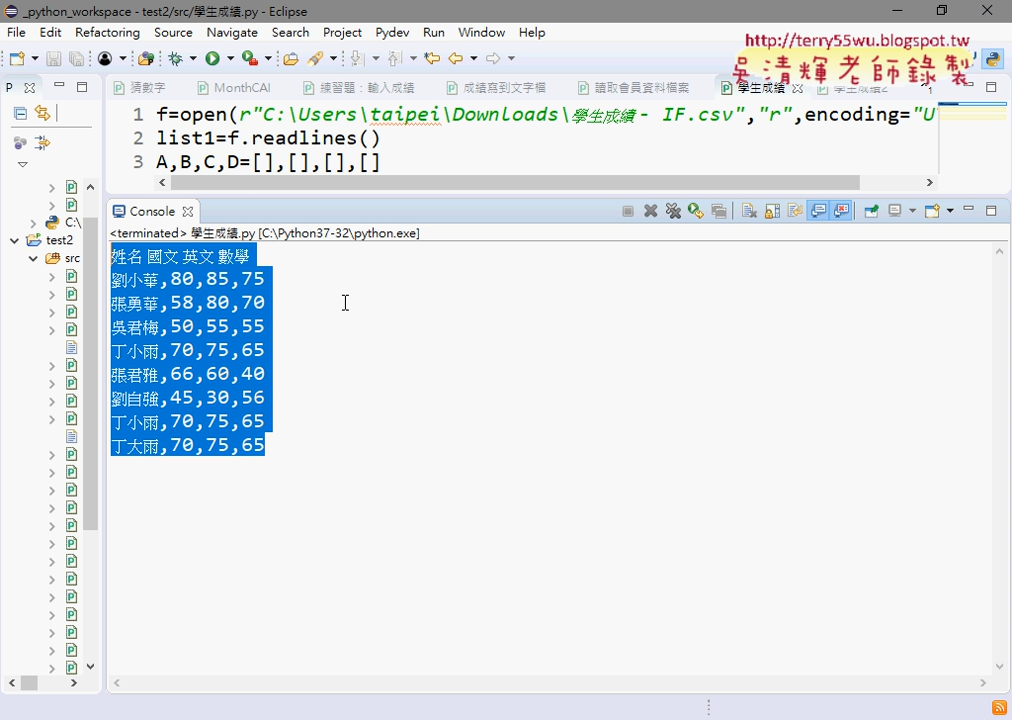 _python_workspace - test2/src/學生成績.py - Eclipse
File Edit Refactoring Source Navigate Search Project Pydev Run Window Help
http://terry55wu.blogspot.tw
吳清輝老師錄製
P 猜數字 MonthCAl 練習題：輸入成績 成績寫到文字檔 讀取會員資料檔案 學生成績 學生成績2
1 f=open(r"C:\Users\taipei\Downloads\學生成績 - IF.csv","r",encoding="U
2 list1=f.readlines()
3 A,B,C,D=[],[],[],[]
C:\
test2
src
Console
<terminated> 學生成績.py [C:\Python37-32\python.exe]
姓名 國文 英文 數學
劉小華,80,85,75
張勇華,58,80,70
吳君梅,50,55,55
丁小雨,70,75,65
張君雅,66,60,40
劉自強,45,30,56
丁小雨,70,75,65
丁大雨,70,75,65